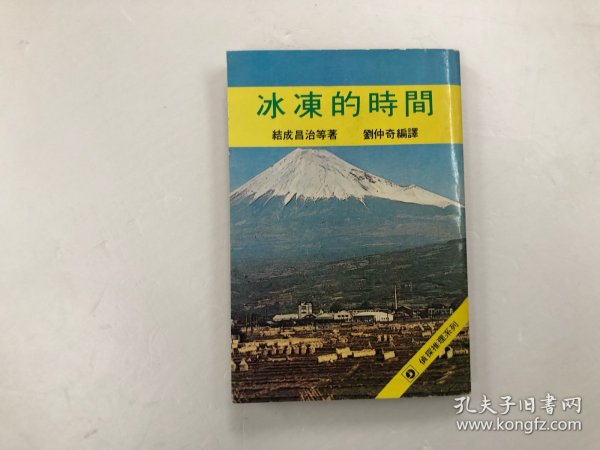 冰凍的時間
結成昌治等著 劉仲奇編譯
偵探推理系列
孔夫子旧书网
www.kongfz.com